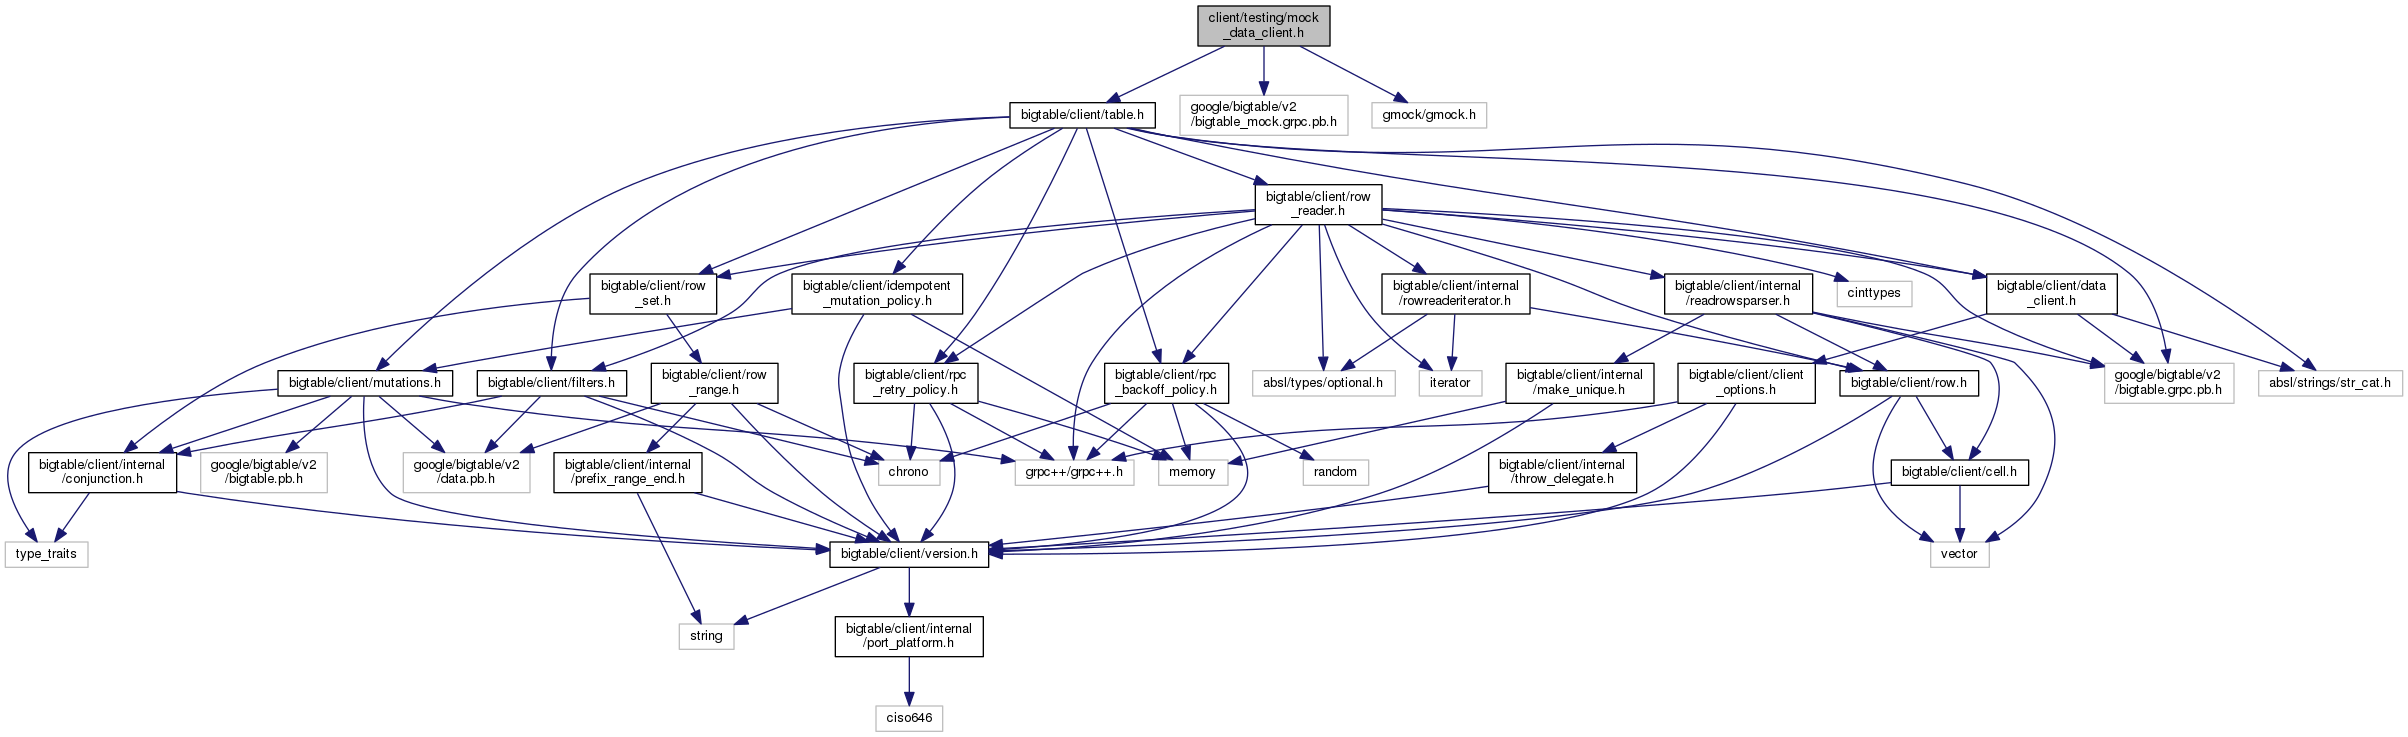 client/testing/mock
_data_client.h
bigtable/client/table.h
google/bigtable/v2
/bigtable_mock.grpc.pb.h
gmock/gmock.h
bigtable/client/row
_reader.h
bigtable/client/row
_set.h
bigtable/client/idempotent
_mutation_policy.h
bigtable/client/internal
/rowreaderiterator.h
bigtable/client/internal
/readrowsparser.h
cinttypes
bigtable/client/data
_client.h
bigtable/client/mutations.h
bigtable/client/filters.h
bigtable/client/row
_range.h
bigtable/client/rpc
_retry_policy.h
bigtable/client/rpc
_backoff_policy.h
absl/types/optional.h
iterator
bigtable/client/internal
/make_unique.h
bigtable/client/client
_options.h
bigtable/client/row.h
google/bigtable/v2
/bigtable.grpc.pb.h
absl/strings/str_cat.h
bigtable/client/internal
/conjunction.h
google/bigtable/v2
/bigtable.pb.h
google/bigtable/v2
/data.pb.h
bigtable/client/internal
/prefix_range_end.h
chrono
grpc++/grpc++.h
memory
random
bigtable/client/internal
/throw_delegate.h
bigtable/client/cell.h
type_traits
bigtable/client/version.h
vector
string
bigtable/client/internal
/port_platform.h
ciso646